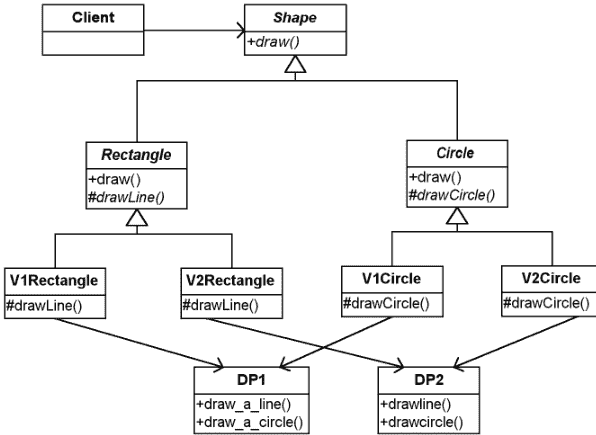 Client
Shape
+draw()
Rectangle
+draw()
#drawLine()
Circle
+draw()
#drawCircle()
V1Rectangle
#drawLine()
V2Rectangle
#drawLine()
V1Circle
#drawCircle()
V2Circle
#drawCircle()
DP1
+draw_a_line()
+draw_a_circle()
DP2
+drawline()
+drawcircle()